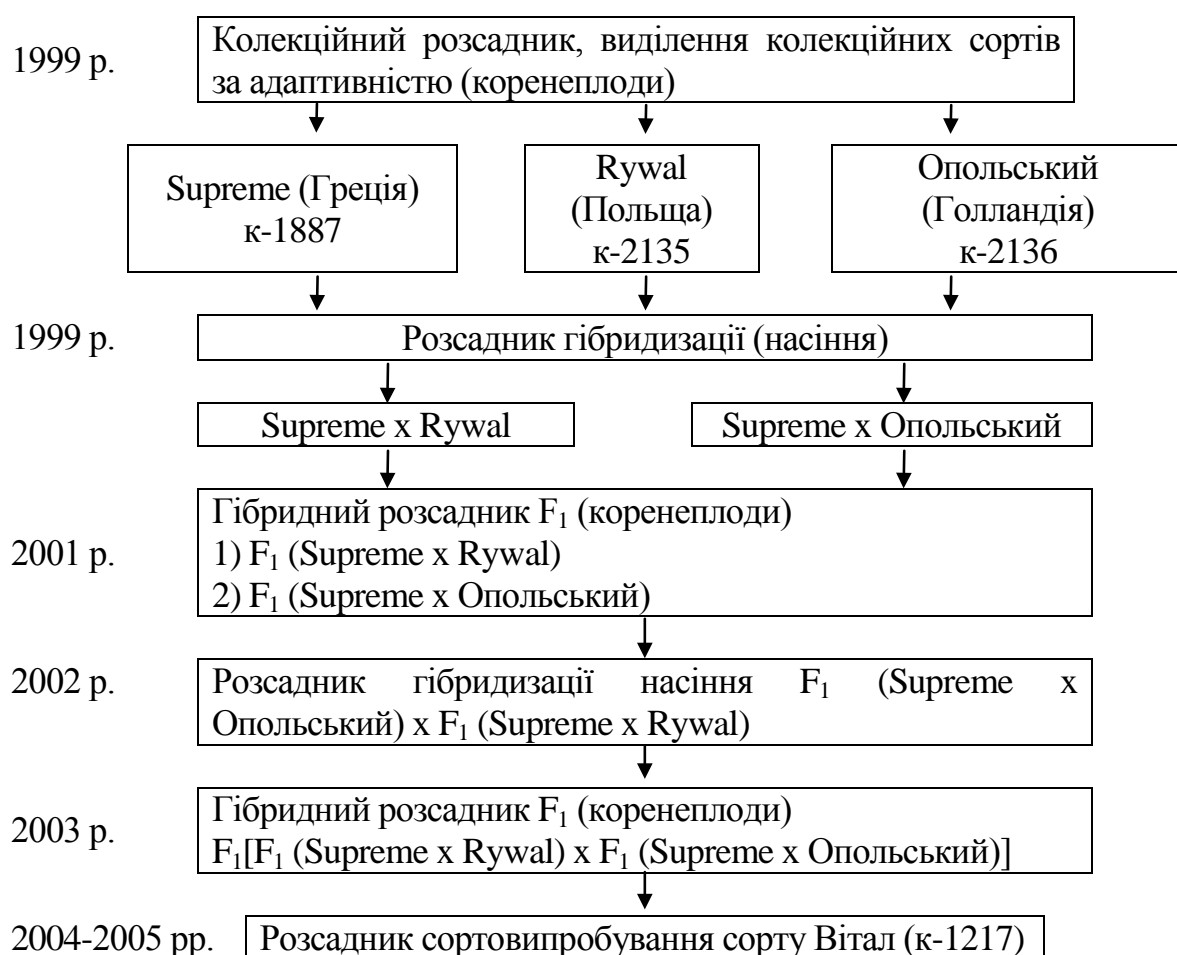 1999 р.
Колекційний розсадник, виділення колекційних сортів
за адаптивністю (коренеплоди)
Supreme (Греція)
к-1887
Rywal
(Польща)
к-2135
Опольський
(Голландія)
к-2136
1999 р.
Розсадник гібридизації (насіння)
Supreme x Rywal
Supreme x Опольський
2001 р.
Гібридний розсадник F₁ (коренеплоди)
1) F₁ (Supreme x Rywal)
2) F₁ (Supreme x Опольський)
2002 р.
Розсадник гібридизації насіння F₁ (Supreme x
Опольський) x F₁ (Supreme x Rywal)
2003 р.
Гібридний розсадник F₁ (коренеплоди)
F₁[F₁ (Supreme x Rywal) x F₁ (Supreme x Опольський)]
2004-2005 рр.
Розсадник сортовипробування сорту Вітал (к-1217)